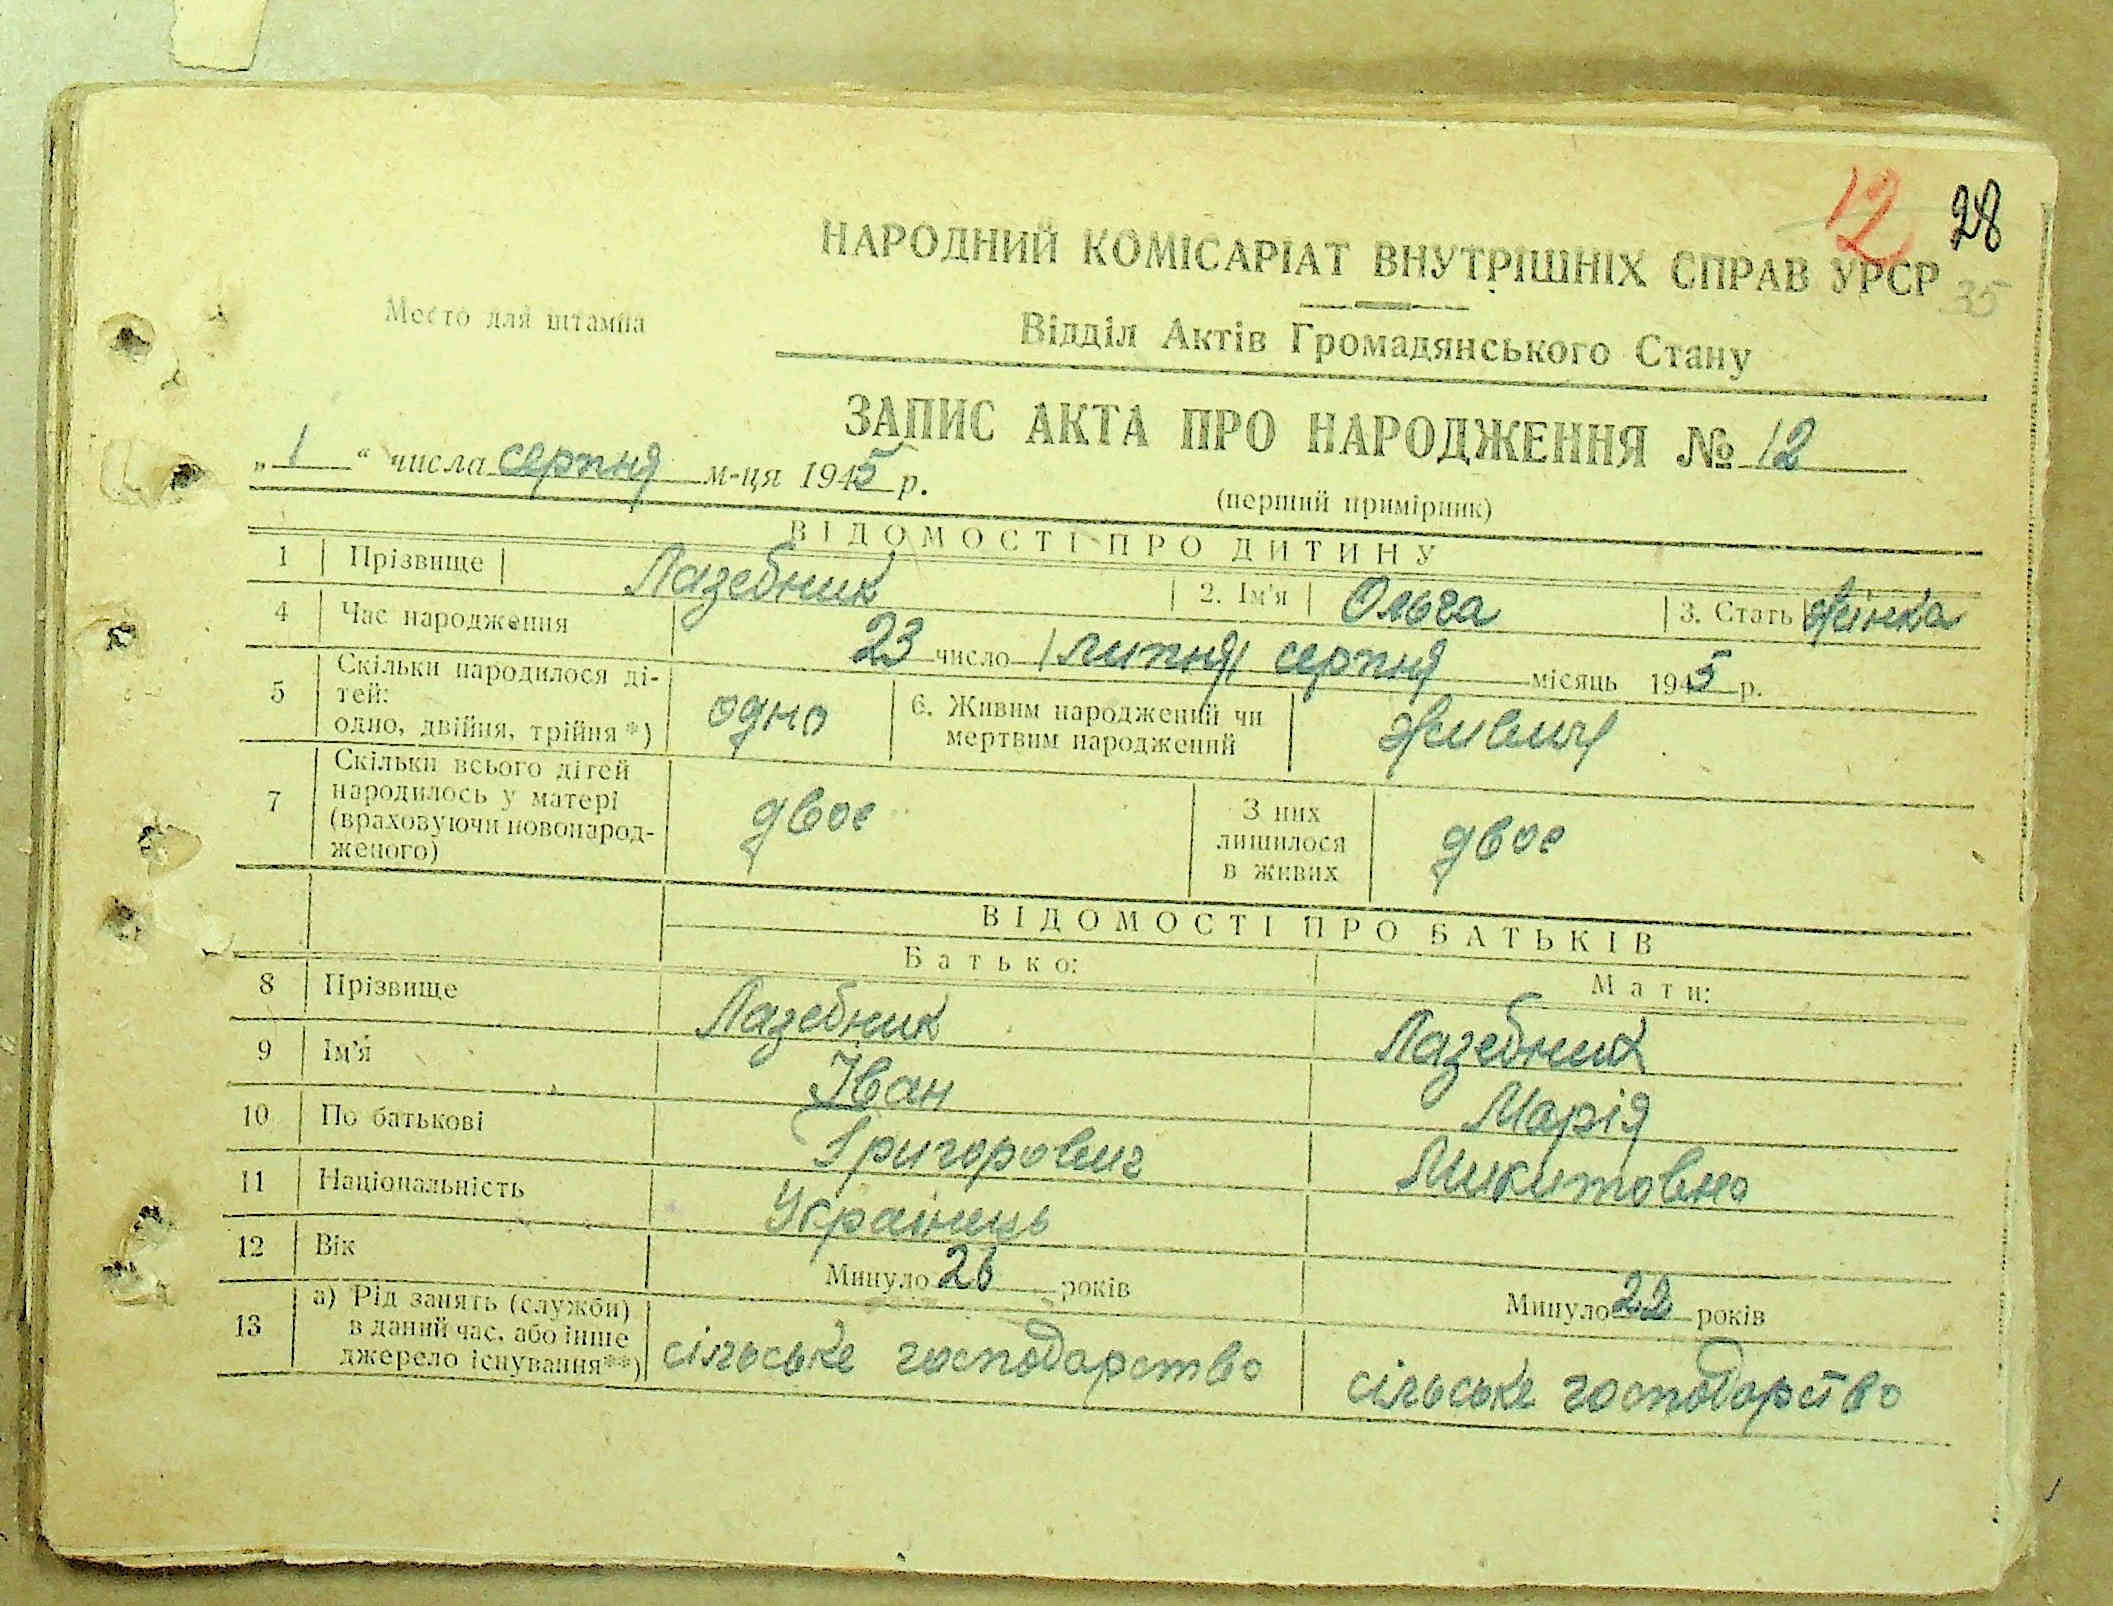 12 28
НАРОДНИЙ КОМІСАРІАТ ВНУТРІШНІХ СПРАВ УРСР
35
Место для штампа
Відділ Актів Громадянського Стану
ЗАПИС АКТА ПРО НАРОДЖЕННЯ № 12
„1“ числа серпня м-ця 1945 р.
(перший примірник)
ВІДОМОСТІ ПРО ДИТИНУ
1 Прізвище Лазебник 2. Ім'я Ольга 3. Стать жінка
4 Час народження 23 число (липня) серпня місяць 1945 р.
5 Скільки народилося ді-
тей:
одно, двійня, трійня*) одно 6. Живим народжений чи
мертвим народжений живим
7 Скільки всього дітей
народилось у матері
(враховуючи новонарод-
женого) двоє З них
лишилося
в живих двоє
ВІДОМОСТІ ПРО БАТЬКІВ
Батько: Мати:
8 Прізвище Лазебник Лазебник
9 Ім'я Іван Марія
10 По батькові Григорович Микитовна
11 Національність Українець
12 Вік Минуло 26 років Минуло 22 років
13 а) Рід занять (служби)
в даний час, або інше
джерело існування**) сільське господарство сільське господарство